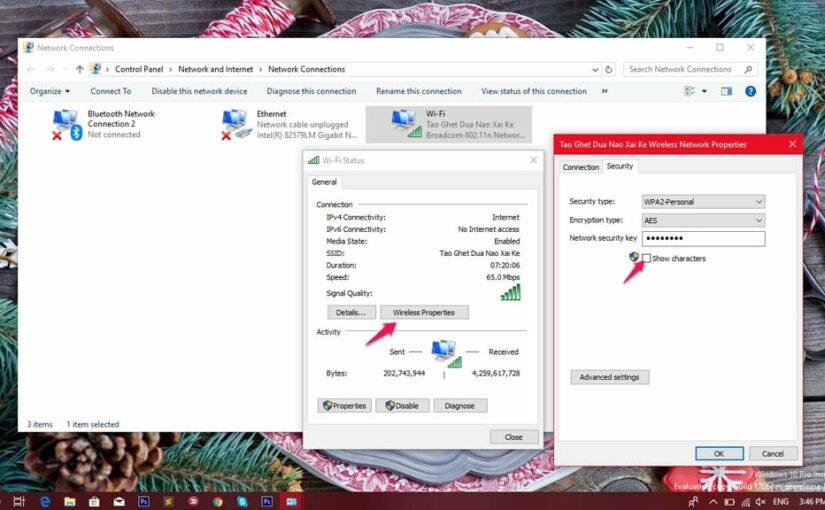 Network Connections
Control Panel > Network and Internet > Network Connections
Search Network Connections
Organize
Connect To
Disable this network device
Diagnose this connection
Rename this connection
View status of this connection
»
Bluetooth Network
Connection 2
Not connected
Ethernet
Network cable unplugged
Intel(R) 82579LM Gigabit N...
Wi-Fi
Tao Ghet Dua Nao Xai Ke
Broadcom 802.11n Networ...
Wi-Fi Status
General
Connection
IPv4 Connectivity: Internet
IPv6 Connectivity: No Internet access
Media State: Enabled
SSID: Tao Ghet Dua Nao Xai Ke
Duration: 07:20:06
Speed: 65.0 Mbps
Signal Quality:
Details...
Wireless Properties
Activity
Sent — — Received
Bytes: 202,743,944 | 4,259,617,728
Properties
Disable
Diagnose
Close
Tao Ghet Dua Nao Xai Ke Wireless Network Properties
Connection
Security
Security type: WPA2-Personal
Encryption type: AES
Network security key ••••••••
Show characters
Advanced settings
OK
Cancel
3 items 1 item selected
Windows 10 Pro Ins
Evaluation copy. Build
ENG
3:46 PM